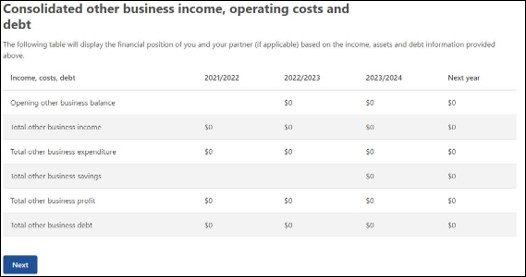 Consolidated other business income, operating costs and
debt
The following table will display the financial position of you and your partner (if applicable) based on the income, assets and debt information provided
above.
Income, costs, debt 2021/2022 2022/2023 2023/2024 Next year
Opening other business balance $0 $0 $0
Total other business income $0 $0 $0 $0
Total other business expenditure $0 $0 $0 $0
Total other business savings $0 $0
Total other business profit $0 $0 $0 $0
Total other business debt $0 $0 $0 $0
Next